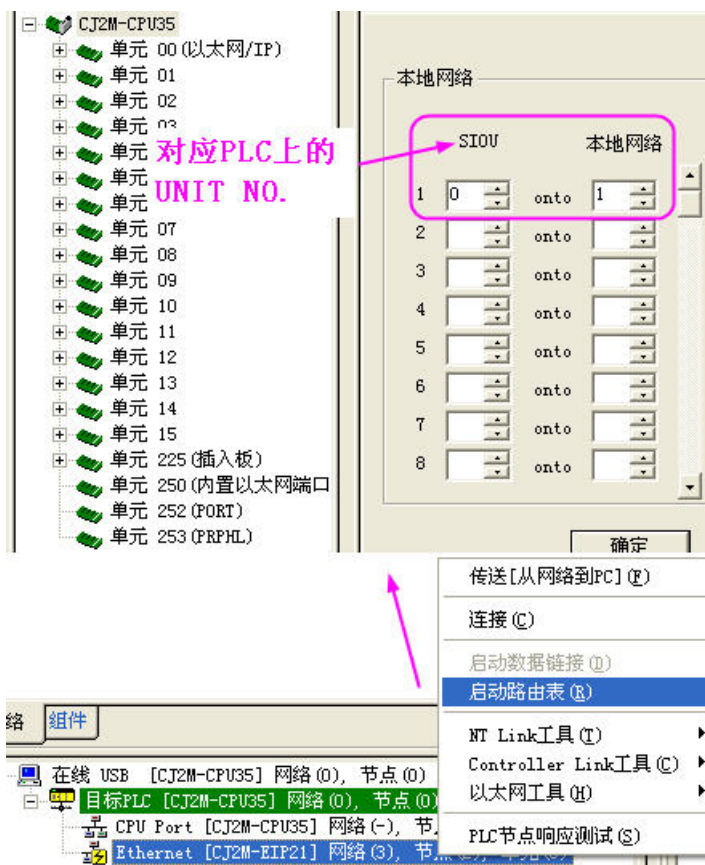 CJ2M-CPU35
单元 00(以太网/IP)
单元 01
单元 02
单元 03
单元
单元
单元
单元 07
单元 08
单元 09
单元 10
单元 11
单元 12
单元 13
单元 14
单元 15
单元 225(插入板)
单元 250(内置以太网端口
单元 252(PORT)
单元 253(PRPHL)
对应PLC上的
UNIT NO.
本地网络
SIOU 本地网络
1 0 onto 1
2 onto
3 onto
4 onto
5 onto
6 onto
7 onto
8 onto
确定
传送[从网络到PC](F)
连接(C)
启动数据链接(D)
启动路由表(R)
NT Link工具(T)
Controller Link工具(C)
以太网工具(H)
PLC节点响应测试(S)
络 组件
在线 USB [CJ2M-CPU35] 网络(0), 节点(0)
目标PLC [CJ2M-CPU35] 网络(0), 节点(0)
CPU Port [CJ2M-CPU35] 网络(-), 节
Ethernet [CJ2M-EIP21] 网络(3), 节